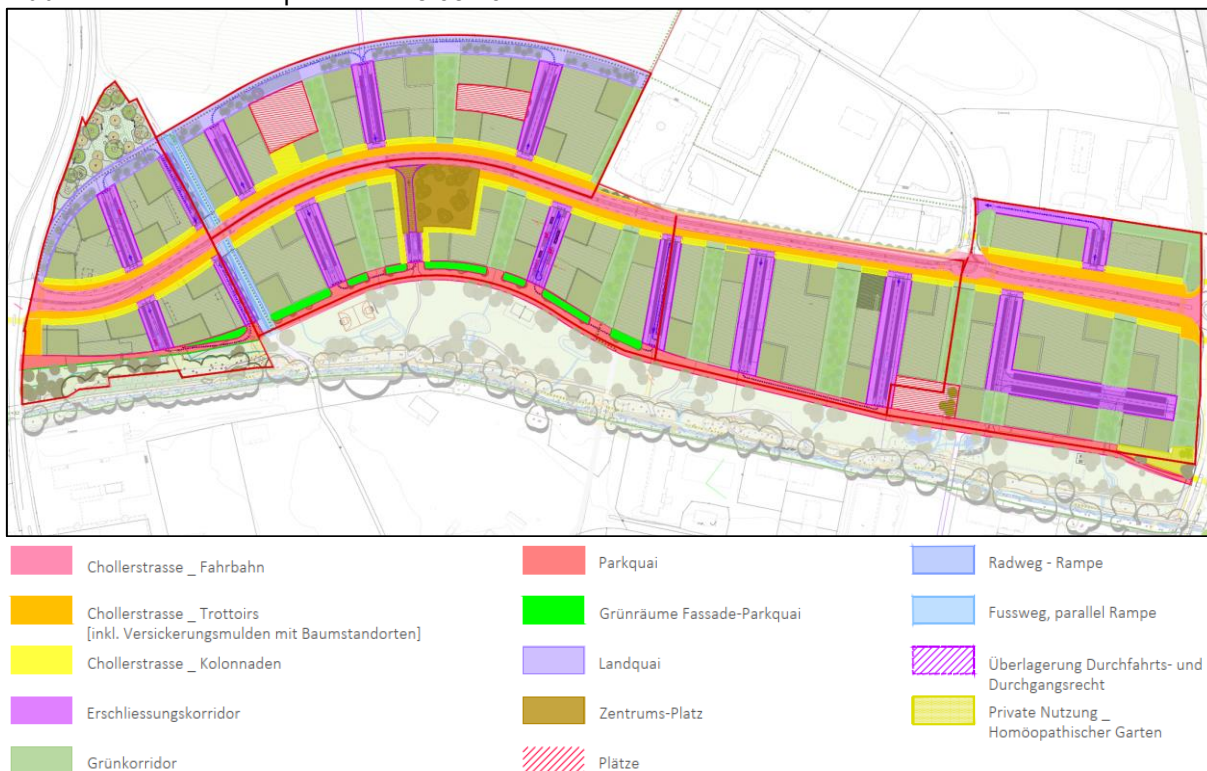 Chollerstrasse _ Fahrbahn
Chollerstrasse _ Trottoirs
[inkl. Versickerungsmulden mit Baumstandorten]
Chollerstrasse _ Kolonnaden
Erschliessungskorridor
Grünkorridor
Parkquai
Grünräume Fassade-Parkquai
Landquai
Zentrums-Platz
Plätze
Radweg - Rampe
Fussweg, parallel Rampe
Überlagerung Durchfahrts- und
Durchgangsrecht
Private Nutzung _
Homöopathischer Garten